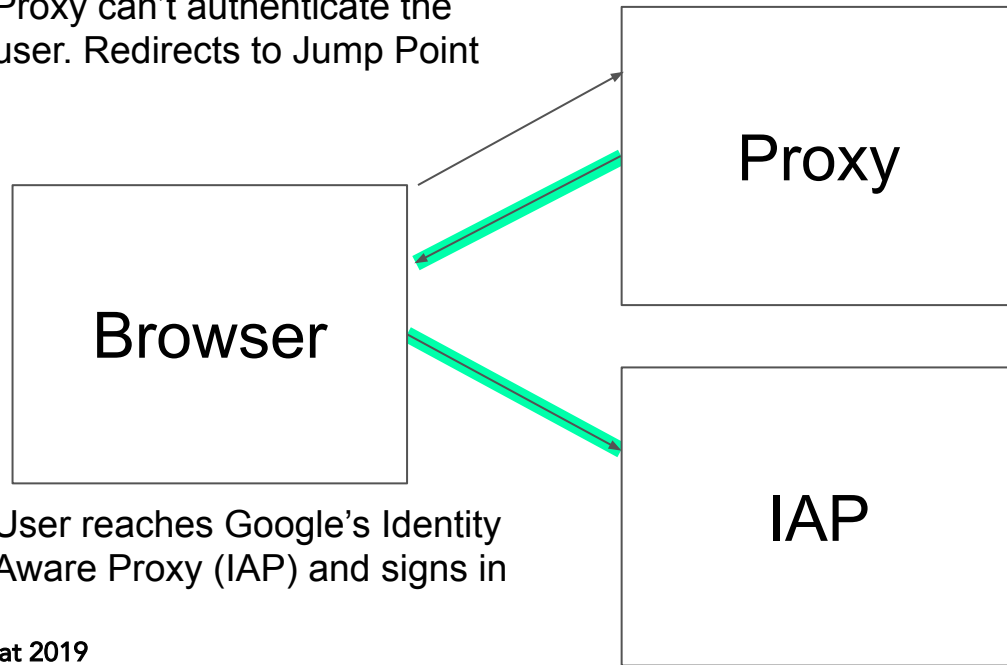 Proxy can't authenticate the
user. Redirects to Jump Point
Proxy
Browser
User reaches Google's Identity
Aware Proxy (IAP) and signs in
IAP
at 2019